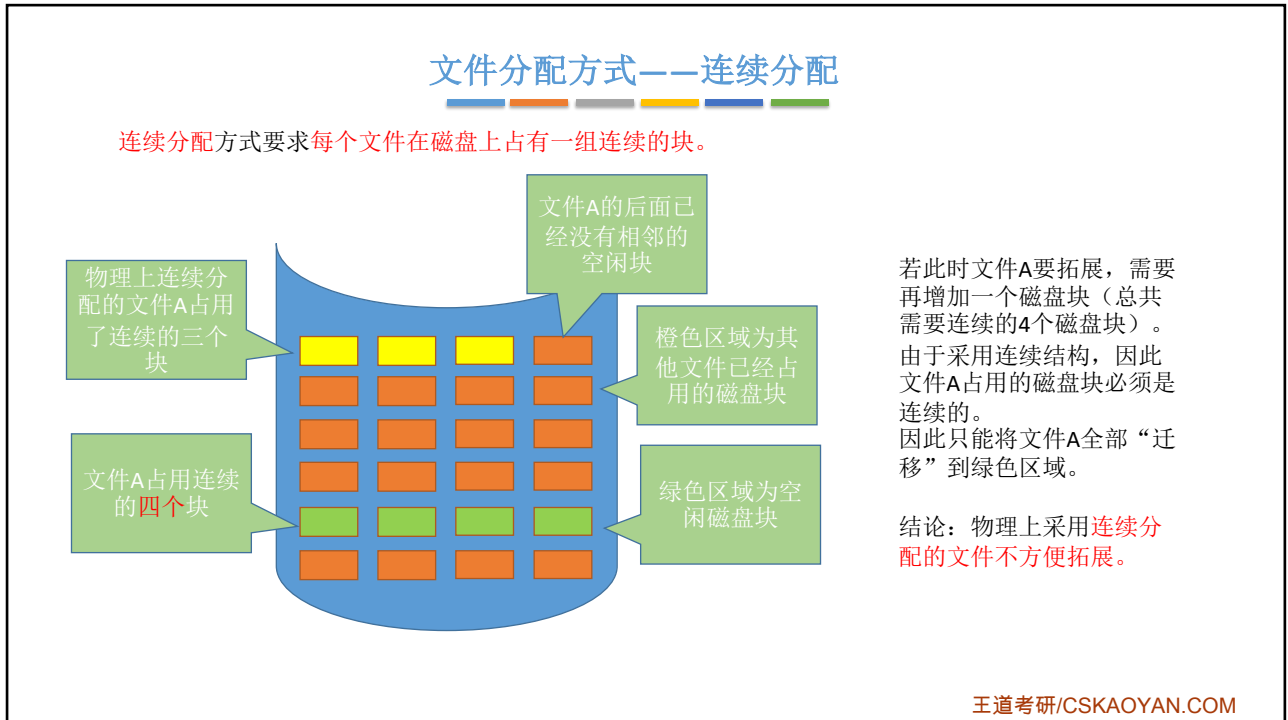 文件分配方式——连续分配
连续分配方式要求每个文件在磁盘上占有一组连续的块。
文件A的后面已
经没有相邻的
空闲块
物理上连续分
配的文件A占用
了连续的三个
块
橙色区域为其
他文件已经占
用的磁盘块
文件A占用连续
的四个块
绿色区域为空
闲磁盘块
若此时文件A要拓展，需要
再增加一个磁盘块（总共
需要连续的4个磁盘块）。
由于采用连续结构，因此
文件A占用的磁盘块必须是
连续的。
因此只能将文件A全部“迁
移”到绿色区域。
结论：物理上采用连续分
配的文件不方便拓展。
王道考研/CSKAOYAN.COM